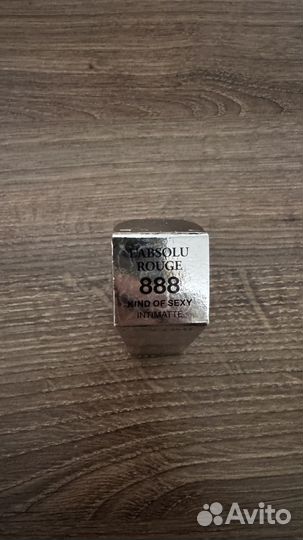 L'ABSOLU
ROUGE
888
KIND OF SEXY
INTIMATTE
Avito